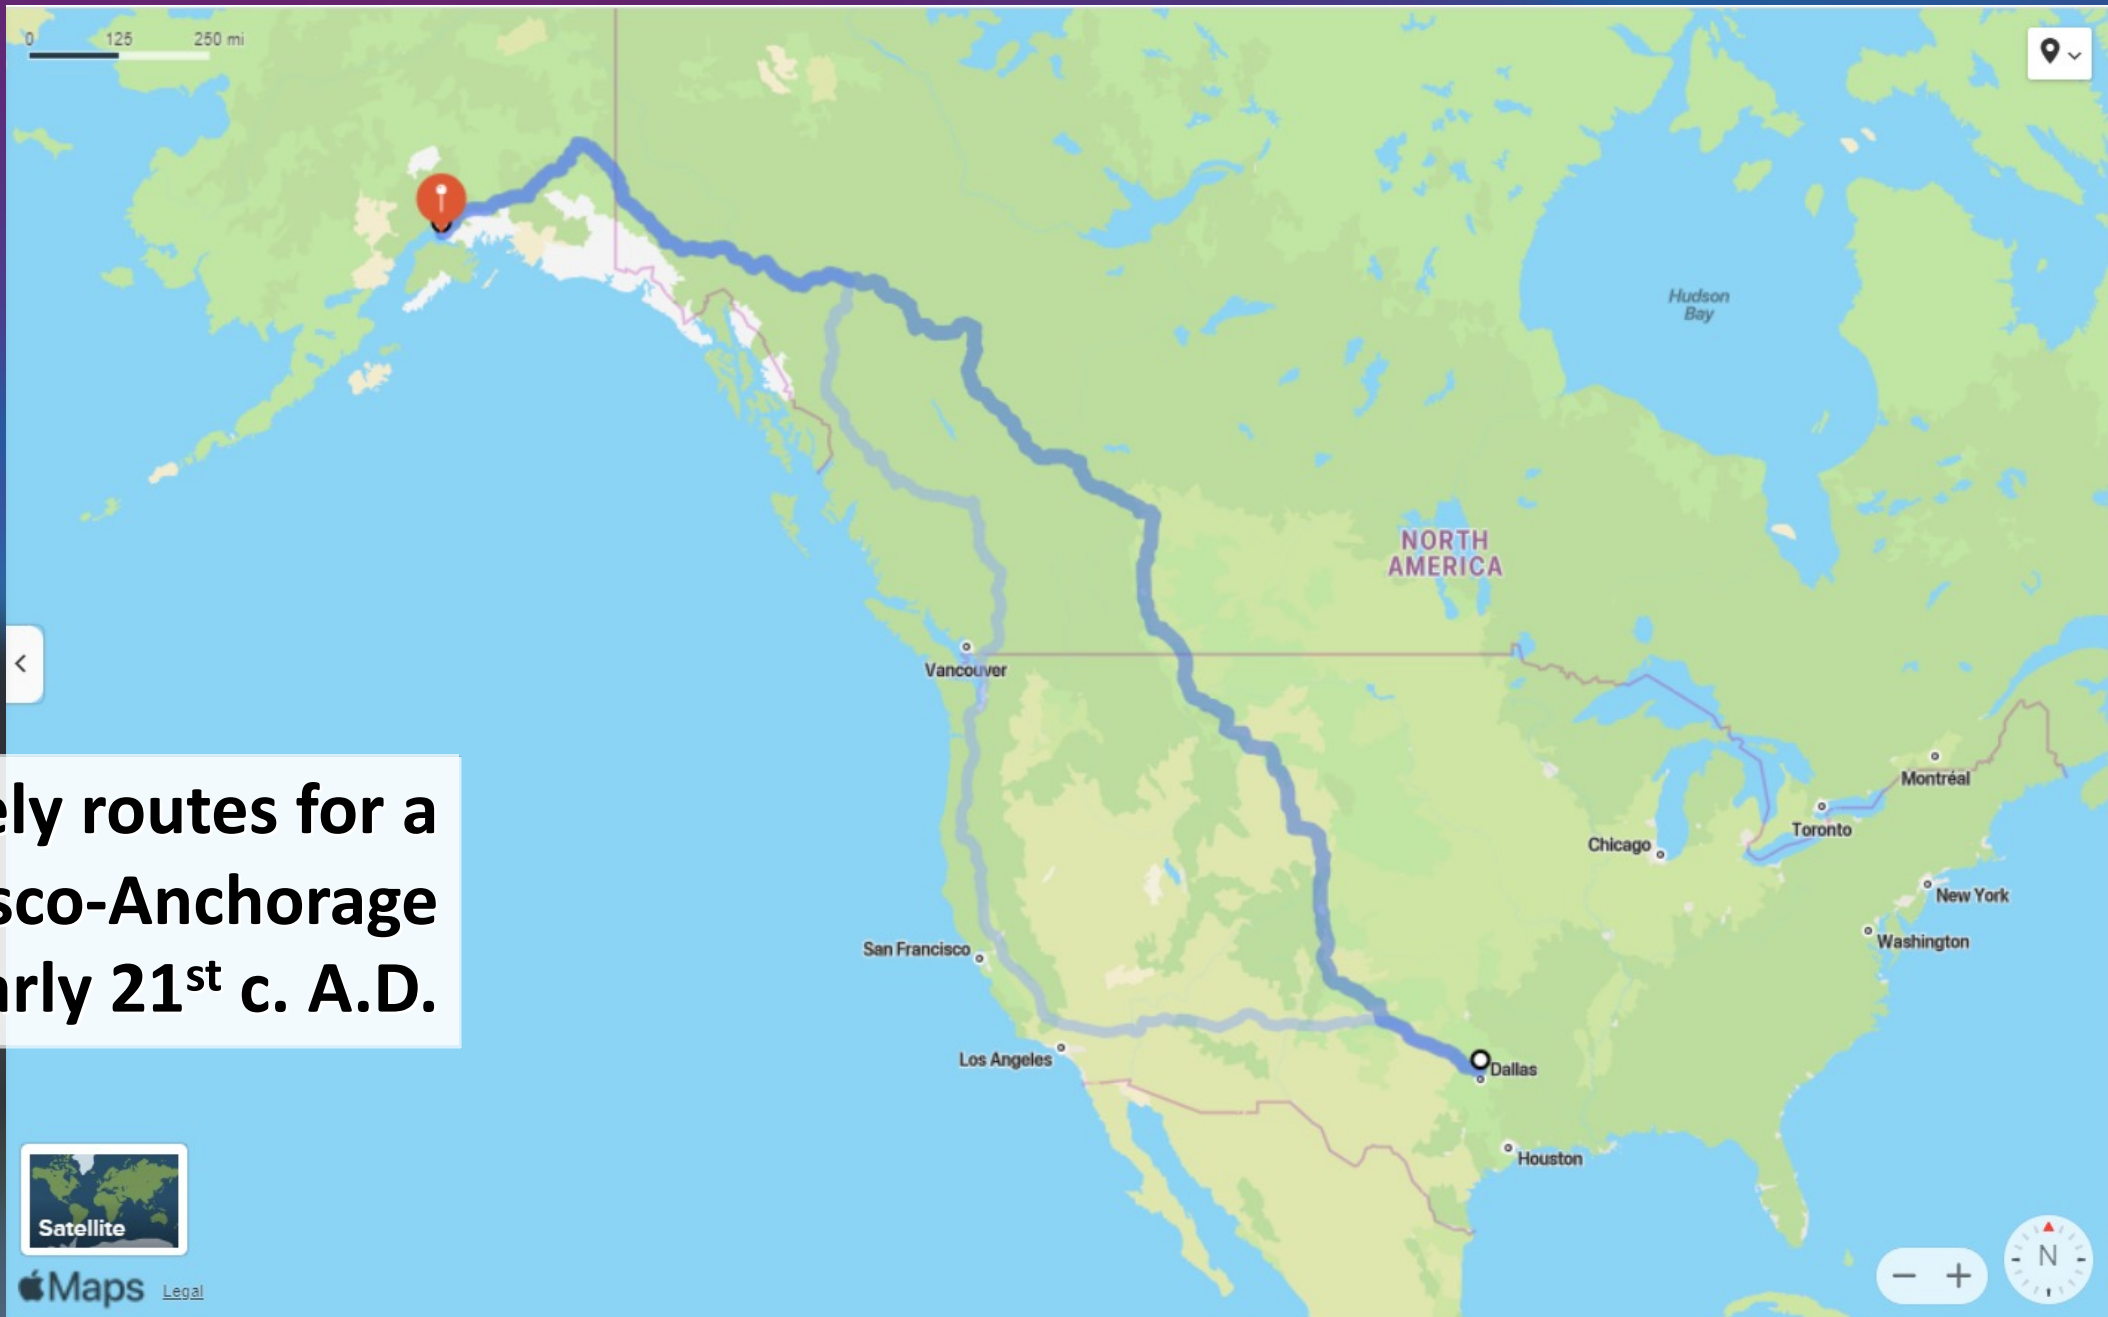 0 125 250 mi
Hudson
Bay
NORTH
AMERICA
Vancouver
Montréal
Toronto
Chicago
New York
Washington
San Francisco
Los Angeles
Dallas
Houston
ely routes for a
sco-Anchorage
arly 21st c. A.D.
Satellite
Maps Legal
N